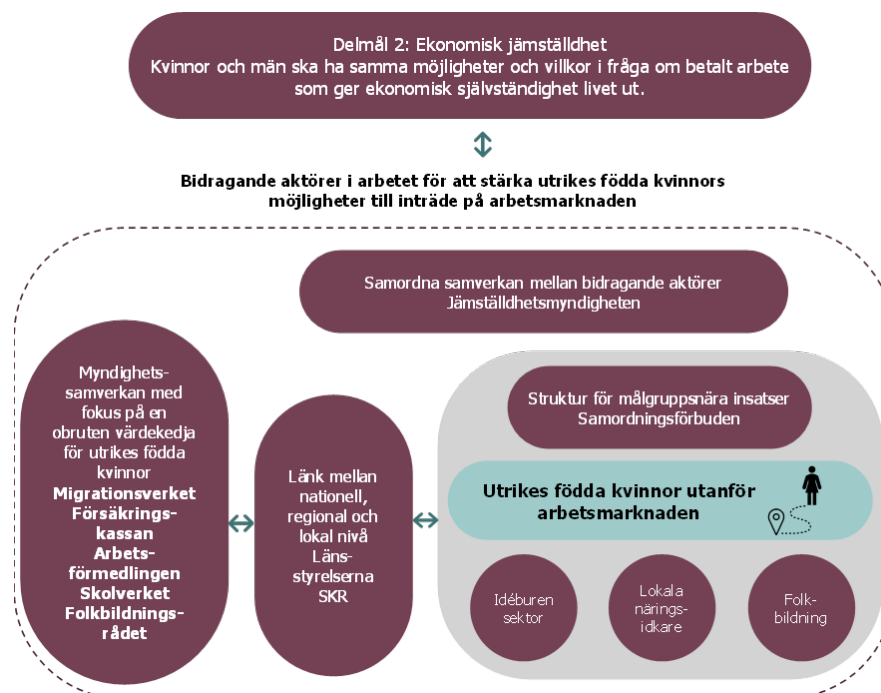 Delmål 2: Ekonomisk jämställdhet
Kvinnor och män ska ha samma möjligheter och villkor i fråga om betalt arbete
som ger ekonomisk självständighet livet ut.
Bidragande aktörer i arbetet för att stärka utrikes födda kvinnors
möjligheter till inträde på arbetsmarknaden
Samordna samverkan mellan bidragande aktörer
Jämställdhetsmyndigheten
Myndighets-
samverkan med
fokus på en
obruten värdekedja
för utrikes födda
kvinnor
Migrationsverket
Försäkrings-
kassan
Arbets-
förmedlingen
Skolverket
Folkbildnings-
rådet
Länk mellan
nationell,
regional och
lokal nivå
Läns-
styrelserna
SKR
Struktur för målgruppsnära insatser
Samordningsförbuden
Utrikes födda kvinnor utanför
arbetsmarknaden
Idéburen
sektor
Lokala
närings-
idkare
Folk-
bildning